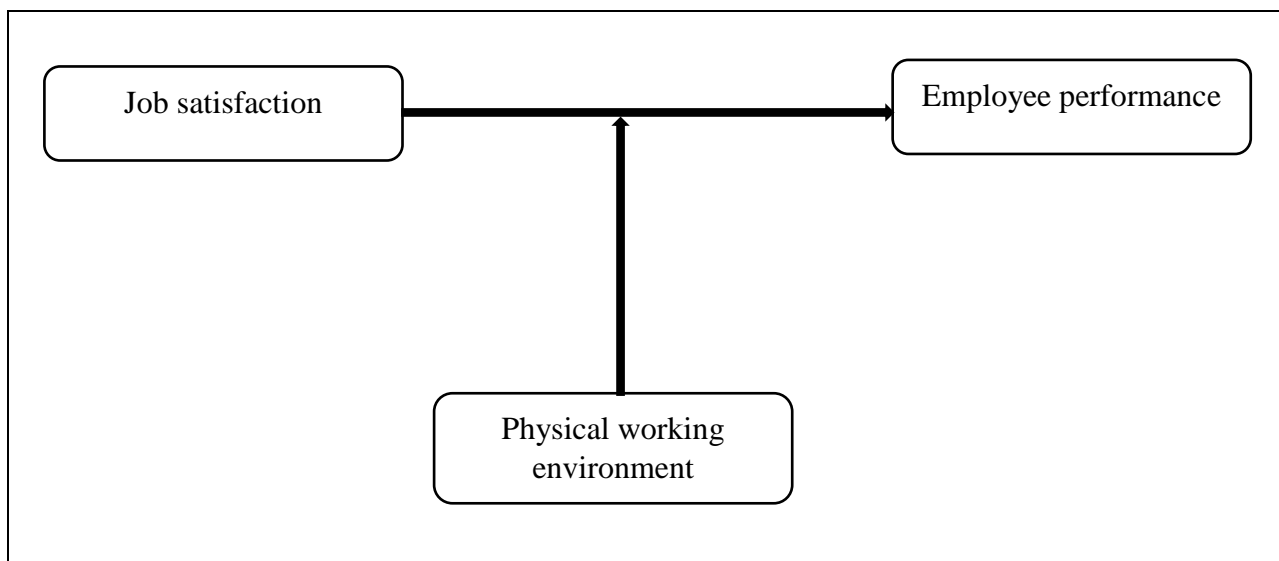 Job satisfaction
Employee performance
Physical working
environment